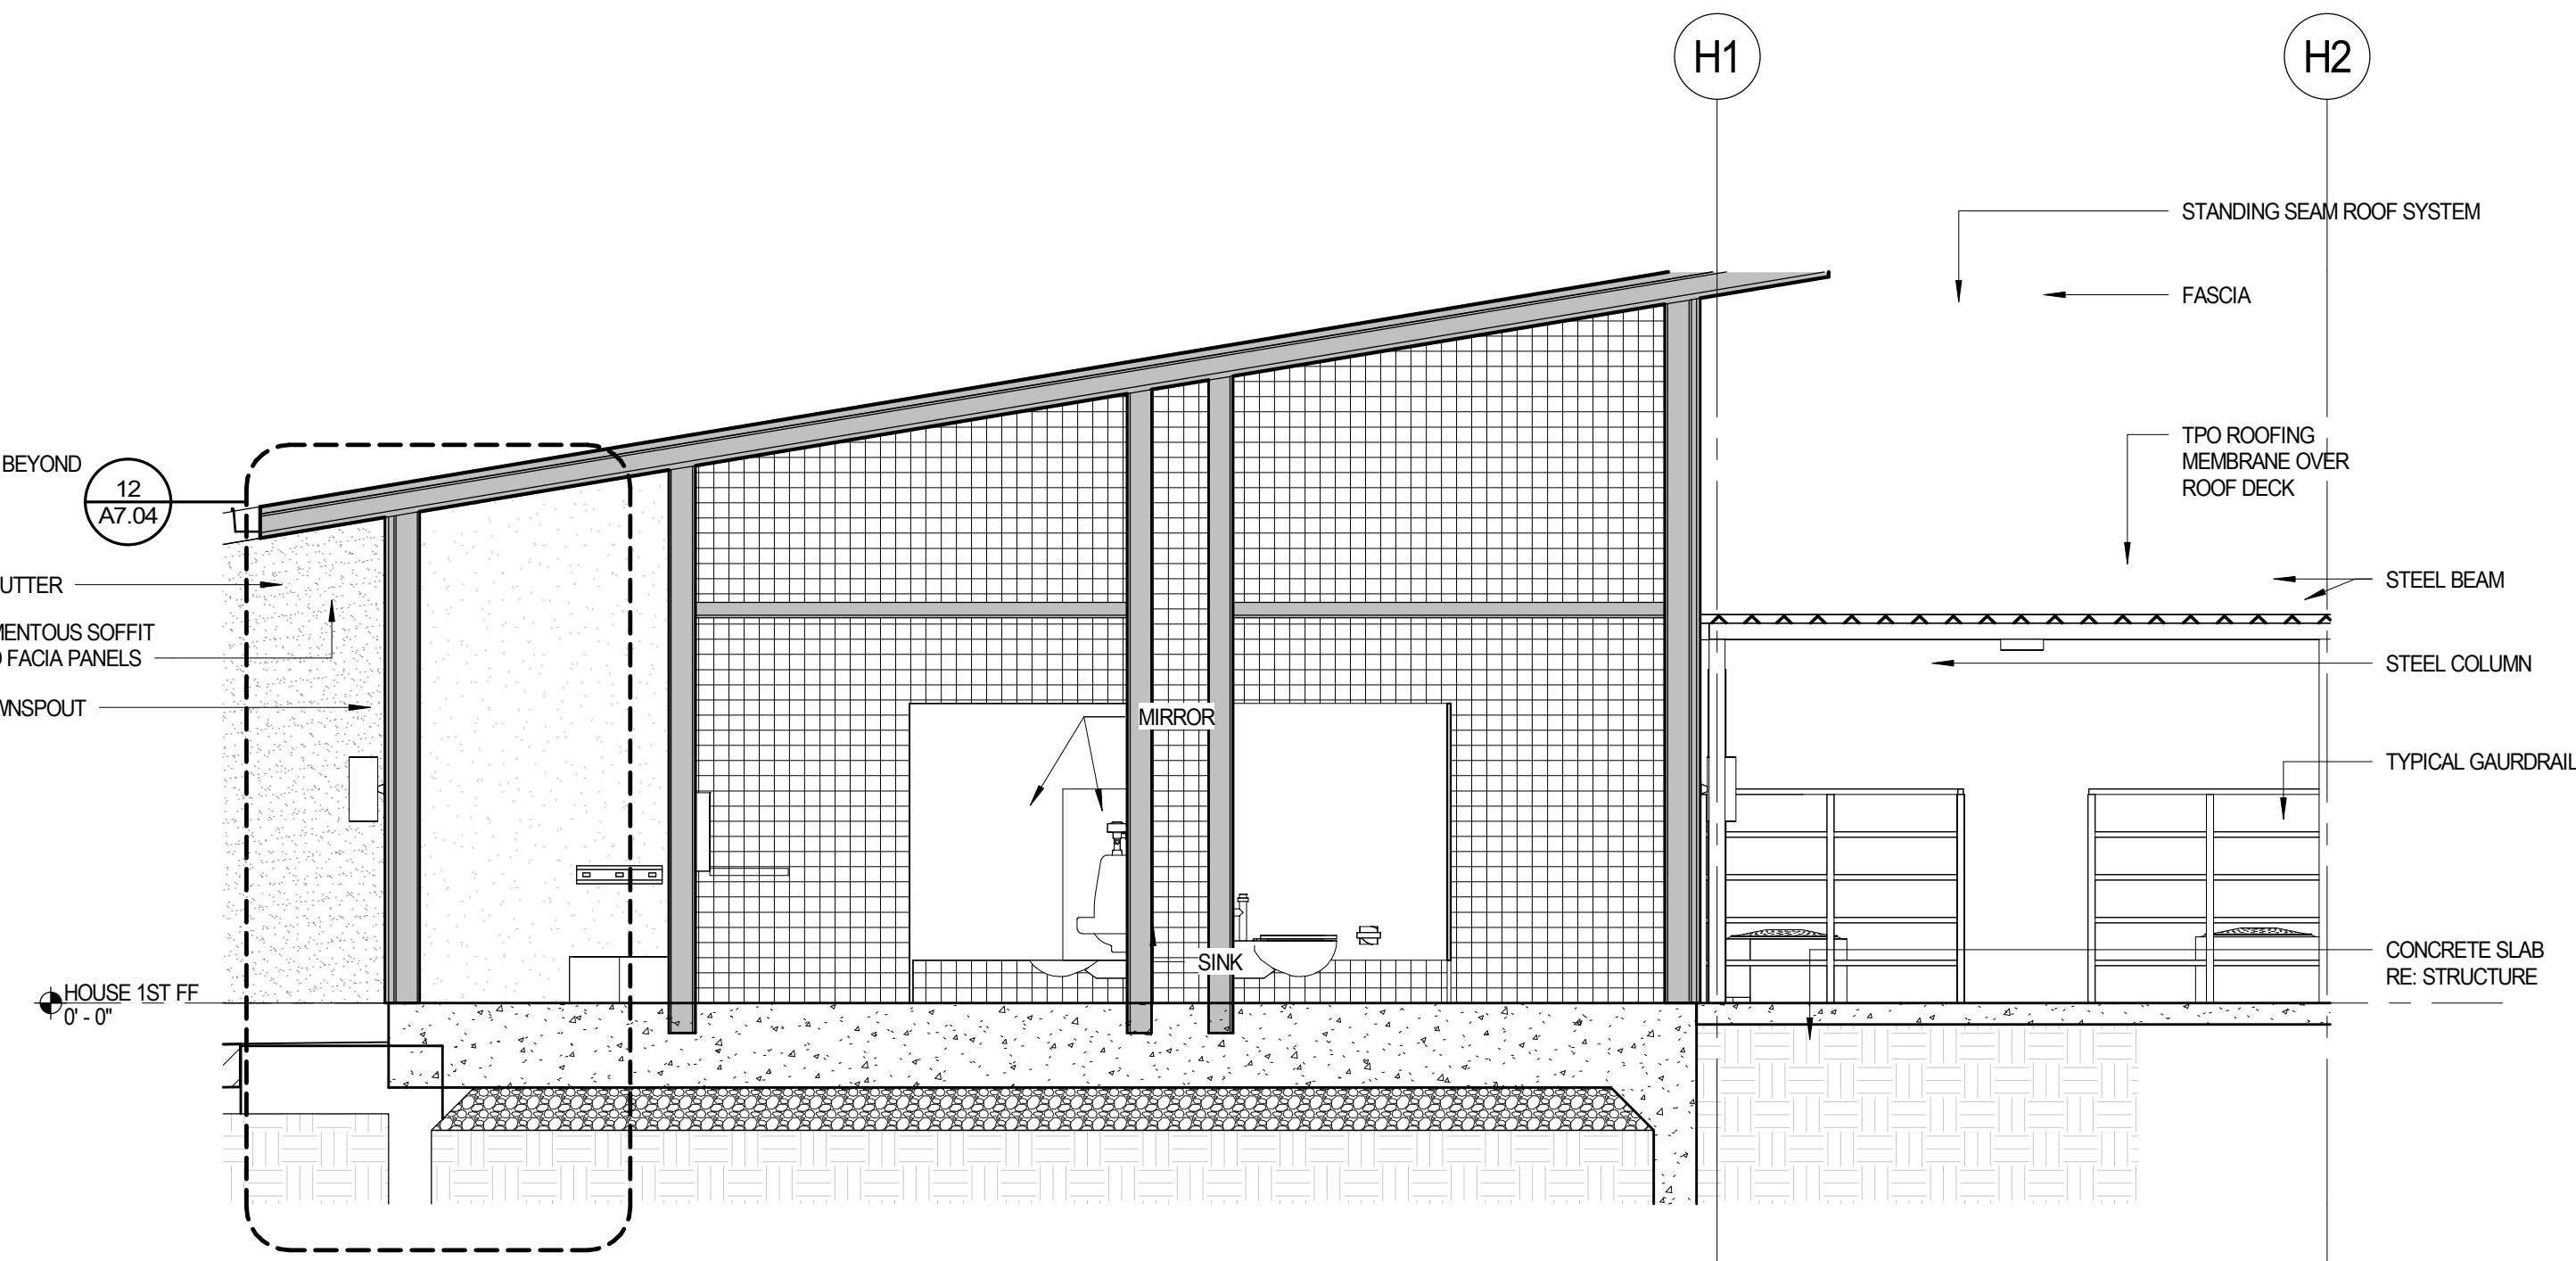 H1
H2
STANDING SEAM ROOF SYSTEM
FASCIA
TPO ROOFING
MEMBRANE OVER
ROOF DECK
BEYOND
12
A7.04
UTTER
MENTOUS SOFFIT
FACIA PANELS
WNSPOUT
STEEL BEAM
STEEL COLUMN
TYPICAL GAURDRAIL
MIRROR
SINK
CONCRETE SLAB
RE: STRUCTURE
HOUSE 1ST FF
0' - 0"